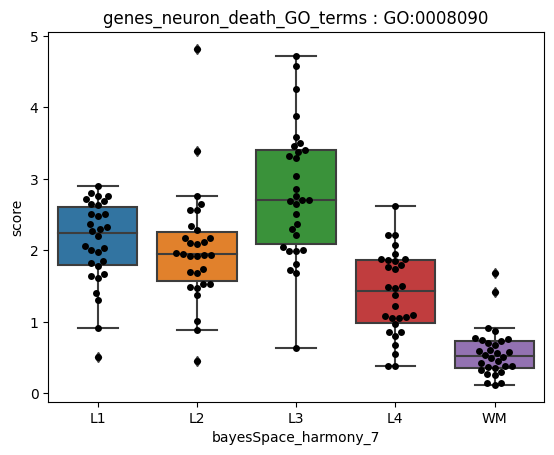 genes_neuron_death_GO_terms : GO:0008090
score
5
4
3
2
1
0
L1 L2 L3 L4 WM
bayesSpace_harmony_7